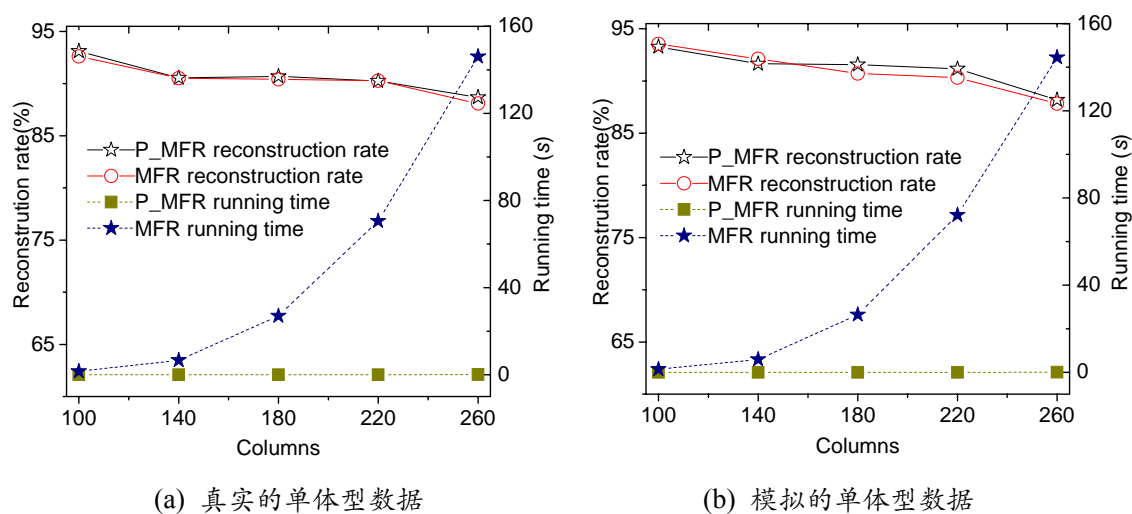 95
85
75
65
Reconstruction rate(%)
160
120
80
40
0
Running time (s)
P_MFR reconstruction rate
MFR reconstruction rate
P_MFR running time
MFR running time
100 140 180 220 260
Columns
(a) 真实的单体型数据
95
85
75
65
Reconstruction rate(%)
160
120
80
40
0
Running time (s)
P_MFR reconstruction rate
MFR reconstruction rate
P_MFR running time
MFR running time
100 140 180 220 260
Columns
(b) 模拟的单体型数据